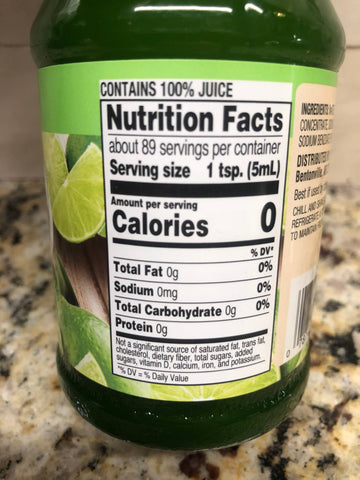 CONTAINS 100% JUICE
Nutrition Facts
about 89 servings per container
Serving size 1 tsp. (5mL)
Amount per serving
Calories 0
% DV*
Total Fat 0g 0%
Sodium 0mg 0%
Total Carbohydrate 0g 0%
Protein 0g
Not a significant source of saturated fat, trans fat,
cholesterol, dietary fiber, total sugars, added
sugars, vitamin D, calcium, iron, and potassium.
*% DV = % Daily Value
INGREDIENTS:
CONCENTRATE,
SODIUM
DISTRIBUTED
Bentonville,
Best if used
CHILL AND
REFRIGERATE
TO MAINTAIN